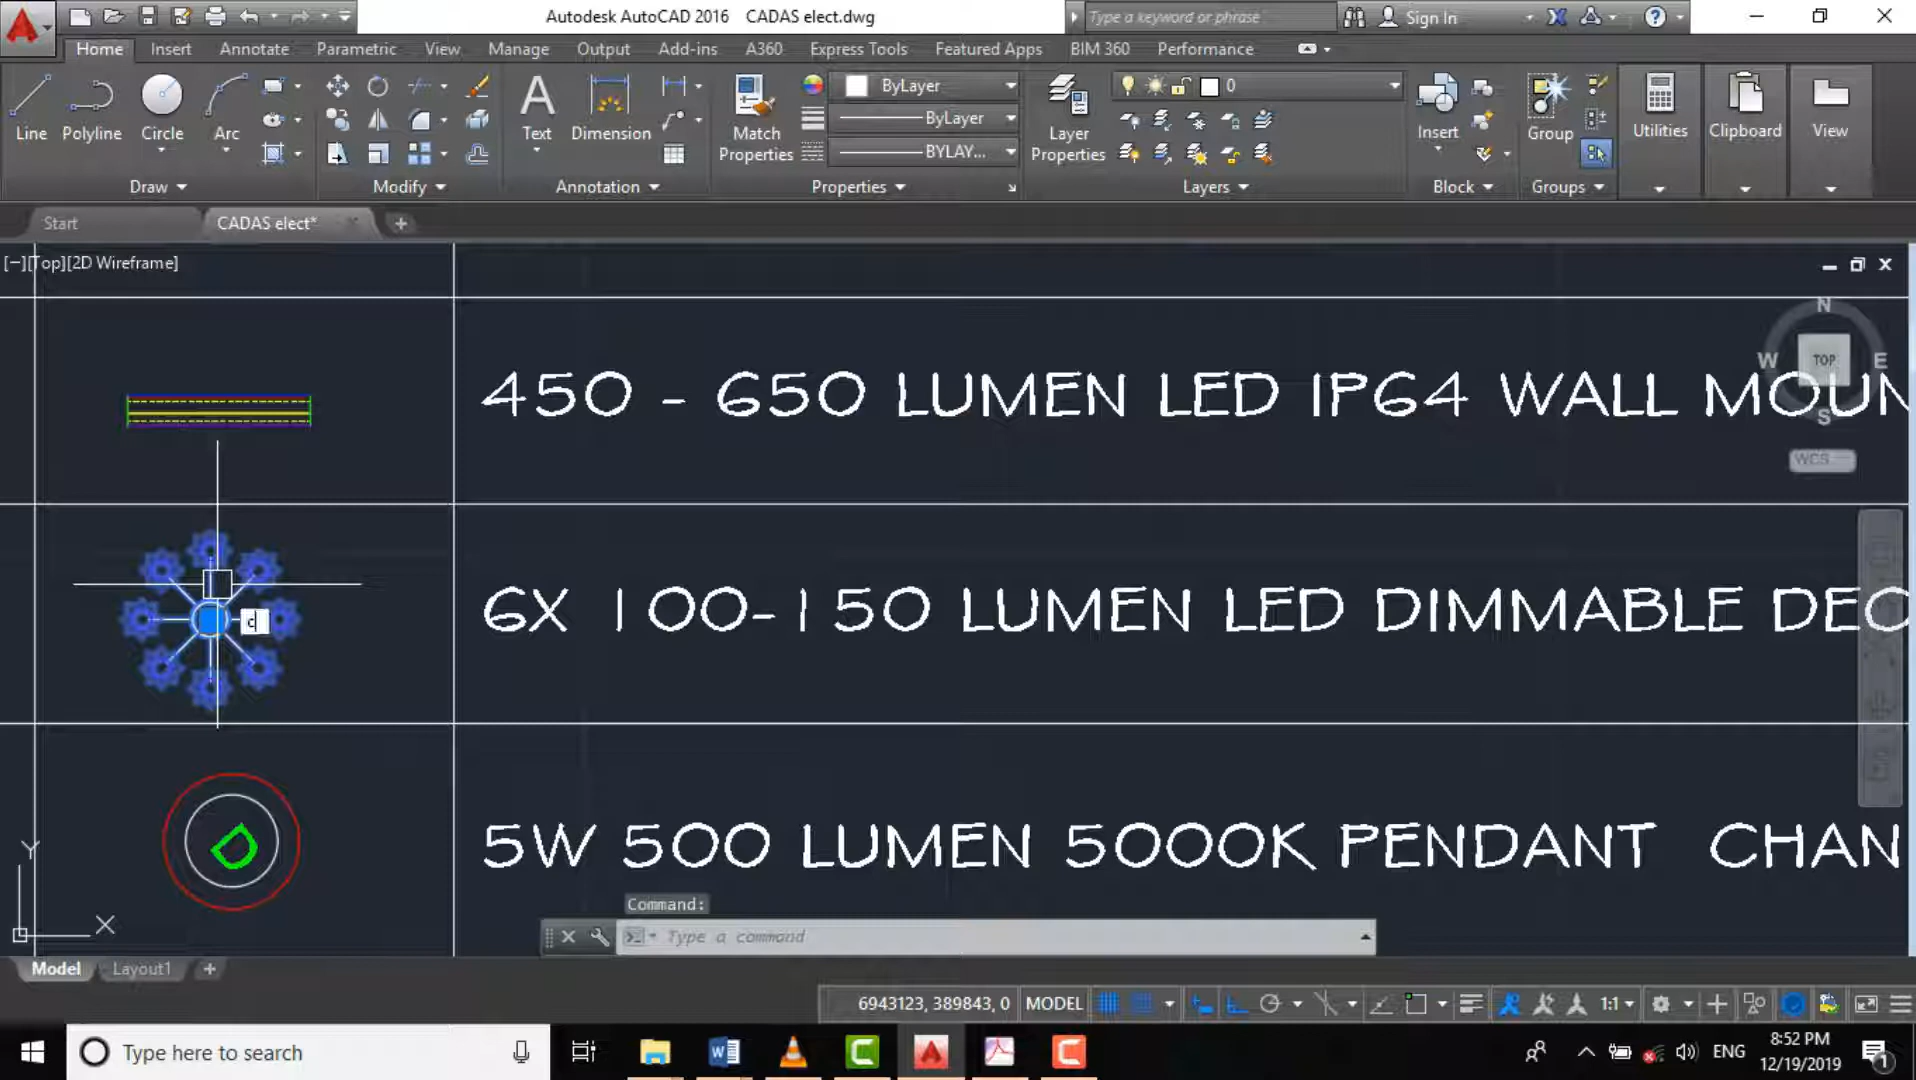 Autodesk AutoCAD 2016 CADAS elect.dwg
Type a keyword or phrase
Sign In
Home Insert Annotate Parametric View Manage Output Add-ins A360 Express Tools Featured Apps BIM 360 Performance
Line Polyline Circle Arc
Text Dimension
Match Properties
ByLayer
ByLayer
BYLAY...
Layer Properties
0
Insert Group Utilities Clipboard View
Draw Modify Annotation Properties Layers Block Groups
Start CADAS elect*
[−][Top][2D Wireframe]
N
W TOP E
S
WCS
450 - 650 LUMEN LED IP64 WALL MOUN
6X 100-150 LUMEN LED DIMMABLE DEC
5W 500 LUMEN 5000K PENDANT CHAN
D
Y
X
Command:
Type a command
Model Layout1
6943123, 389843, 0 MODEL 1:1
Type here to search
ENG
8:52 PM
12/19/2019
1